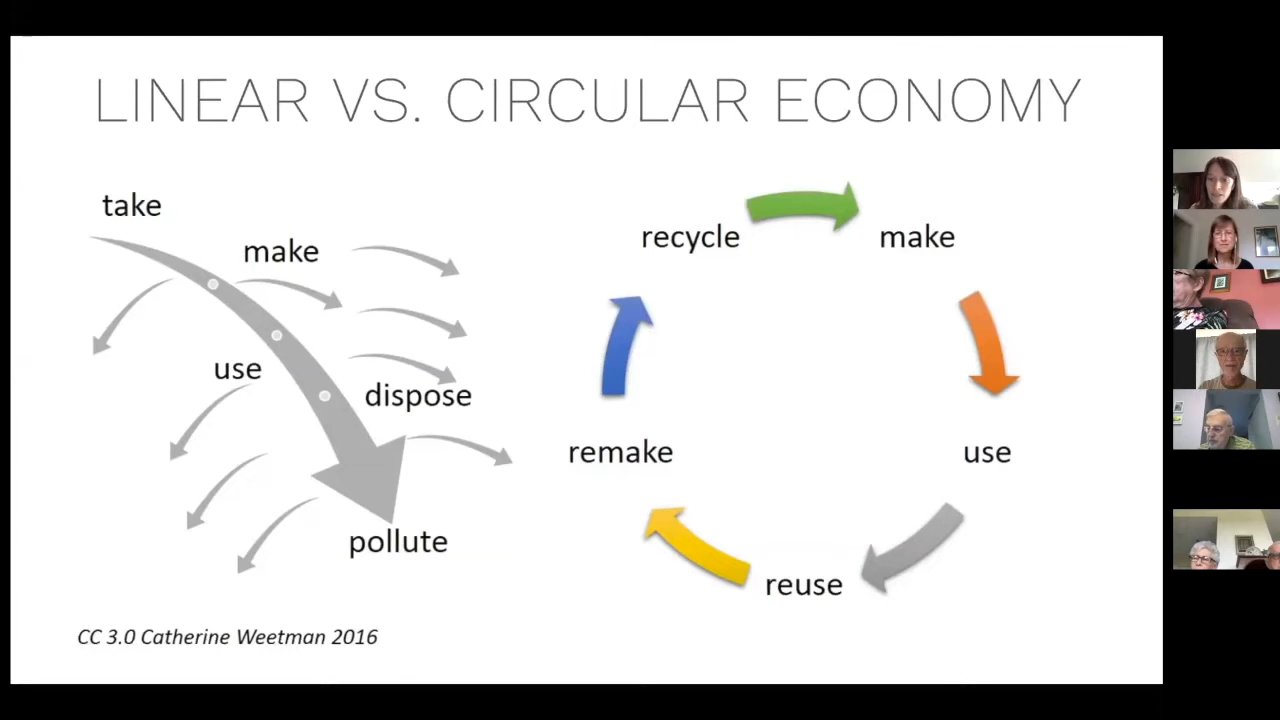 LINEAR VS. CIRCULAR ECONOMY
take
make
use
dispose
pollute
recycle
make
use
reuse
remake
CC 3.0 Catherine Weetman 2016